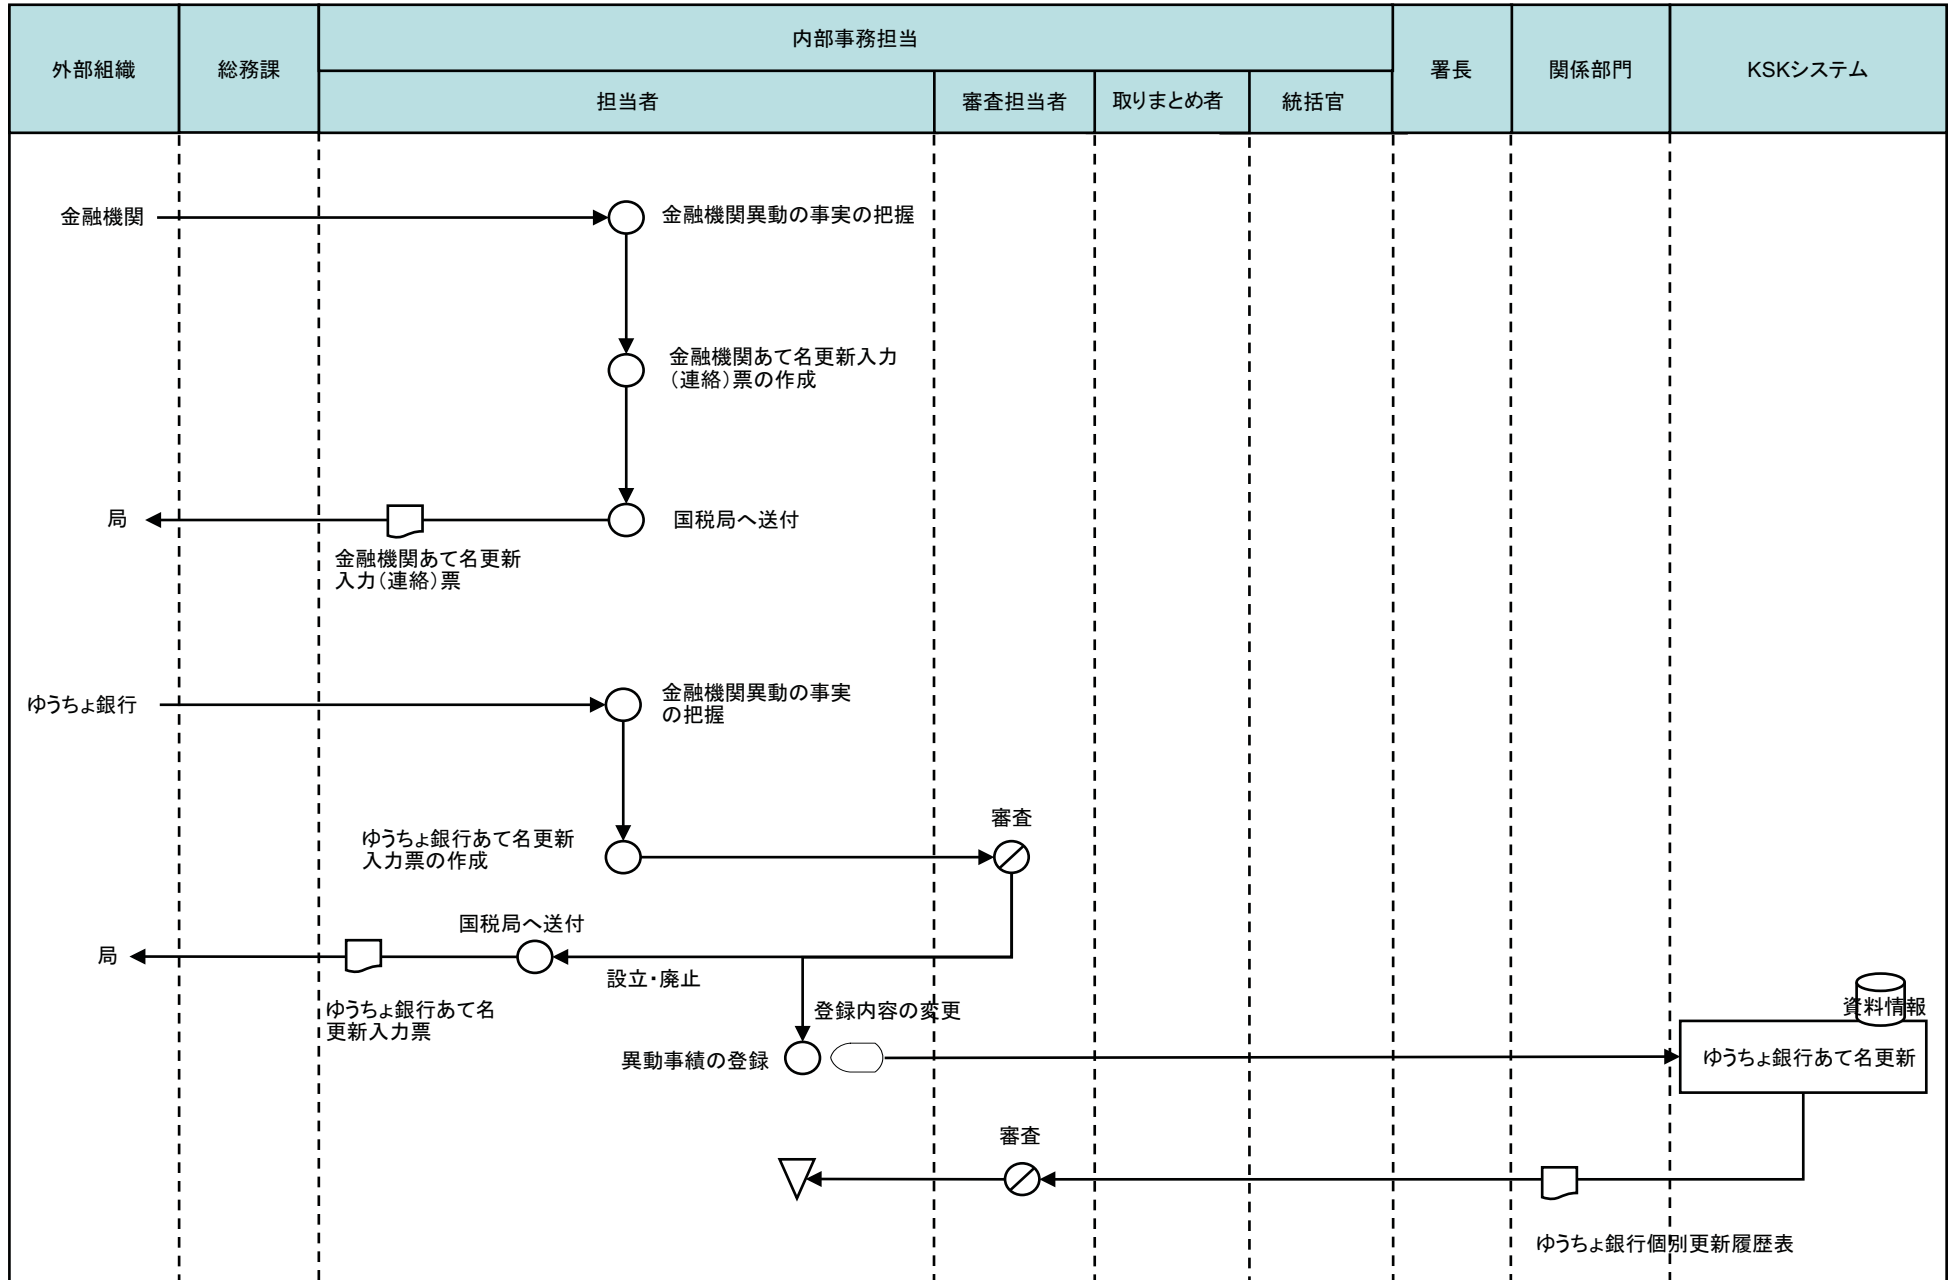 外部組織
総務課
内部事務担当
担当者
審査担当者
取りまとめ者
統括官
署長
関係部門
KSKシステム
金融機関
金融機関異動の事実の把握
金融機関あて名更新入力
（連絡）票の作成
局
国税局へ送付
金融機関あて名更新
入力（連絡）票
ゆうちょ銀行
金融機関異動の事実
の把握
審査
ゆうちょ銀行あて名更新
入力票の作成
国税局へ送付
局
設立・廃止
ゆうちょ銀行あて名
更新入力票
登録内容の変更
資料情報
異動事績の登録
ゆうちょ銀行あて名更新
審査
ゆうちょ銀行個別更新履歴表